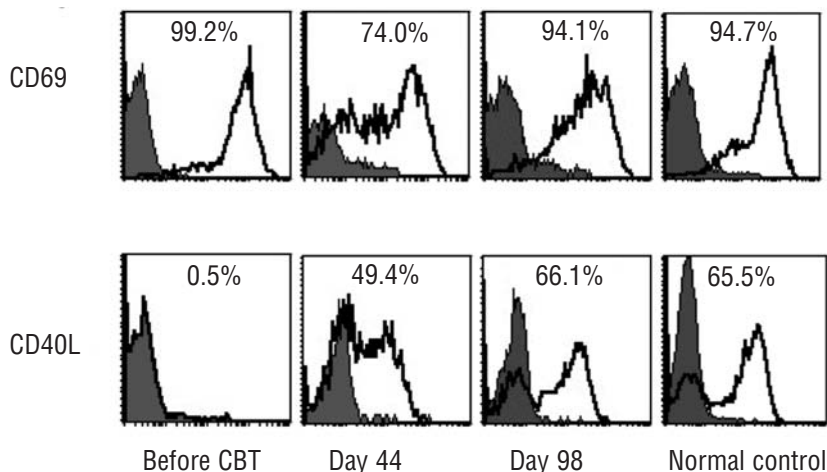 99.2% 74.0% 94.1% 94.7%
CD69
0.5% 49.4% 66.1% 65.5%
CD40L
Before CBT Day 44 Day 98 Normal control